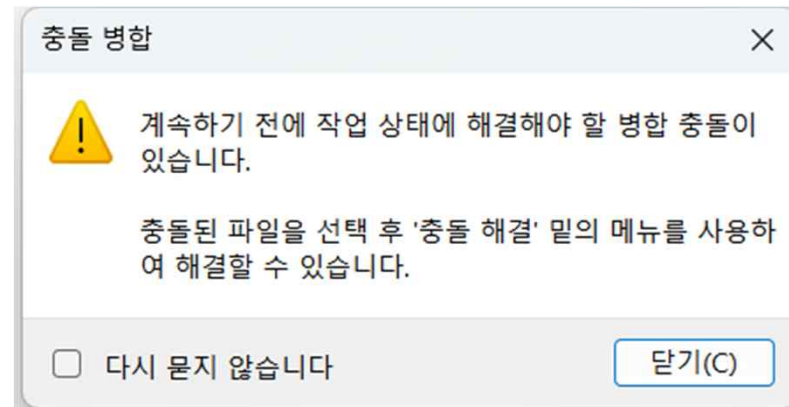 충돌 병합
계속하기 전에 작업 상태에 해결해야 할 병합 충돌이
있습니다.
충돌된 파일을 선택 후 '충돌 해결' 밑의 메뉴를 사용하
여 해결할 수 있습니다.
다시 묻지 않습니다
닫기(C)